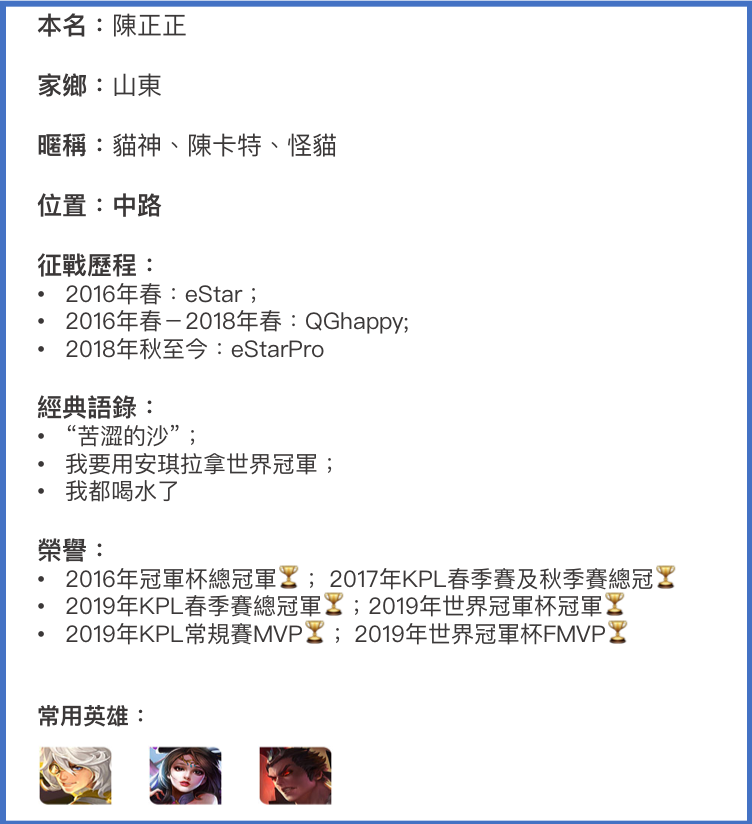 本名：陳正正
家鄉：山東
暱稱：貓神、陳卡特、怪貓
位置：中路
征戰歷程：
• 2016年春：eStar；
• 2016年春－2018年春：QGhappy;
• 2018年秋至今：eStarPro
經典語錄：
• “苦澀的沙”；
• 我要用安琪拉拿世界冠軍；
• 我都喝水了
榮譽：
• 2016年冠軍杯總冠軍🏆； 2017年KPL春季賽及秋季賽總冠🏆
• 2019年KPL春季賽總冠軍🏆；2019年世界冠軍杯冠軍🏆
• 2019年KPL常規賽MVP🏆； 2019年世界冠軍杯FMVP🏆
常用英雄：